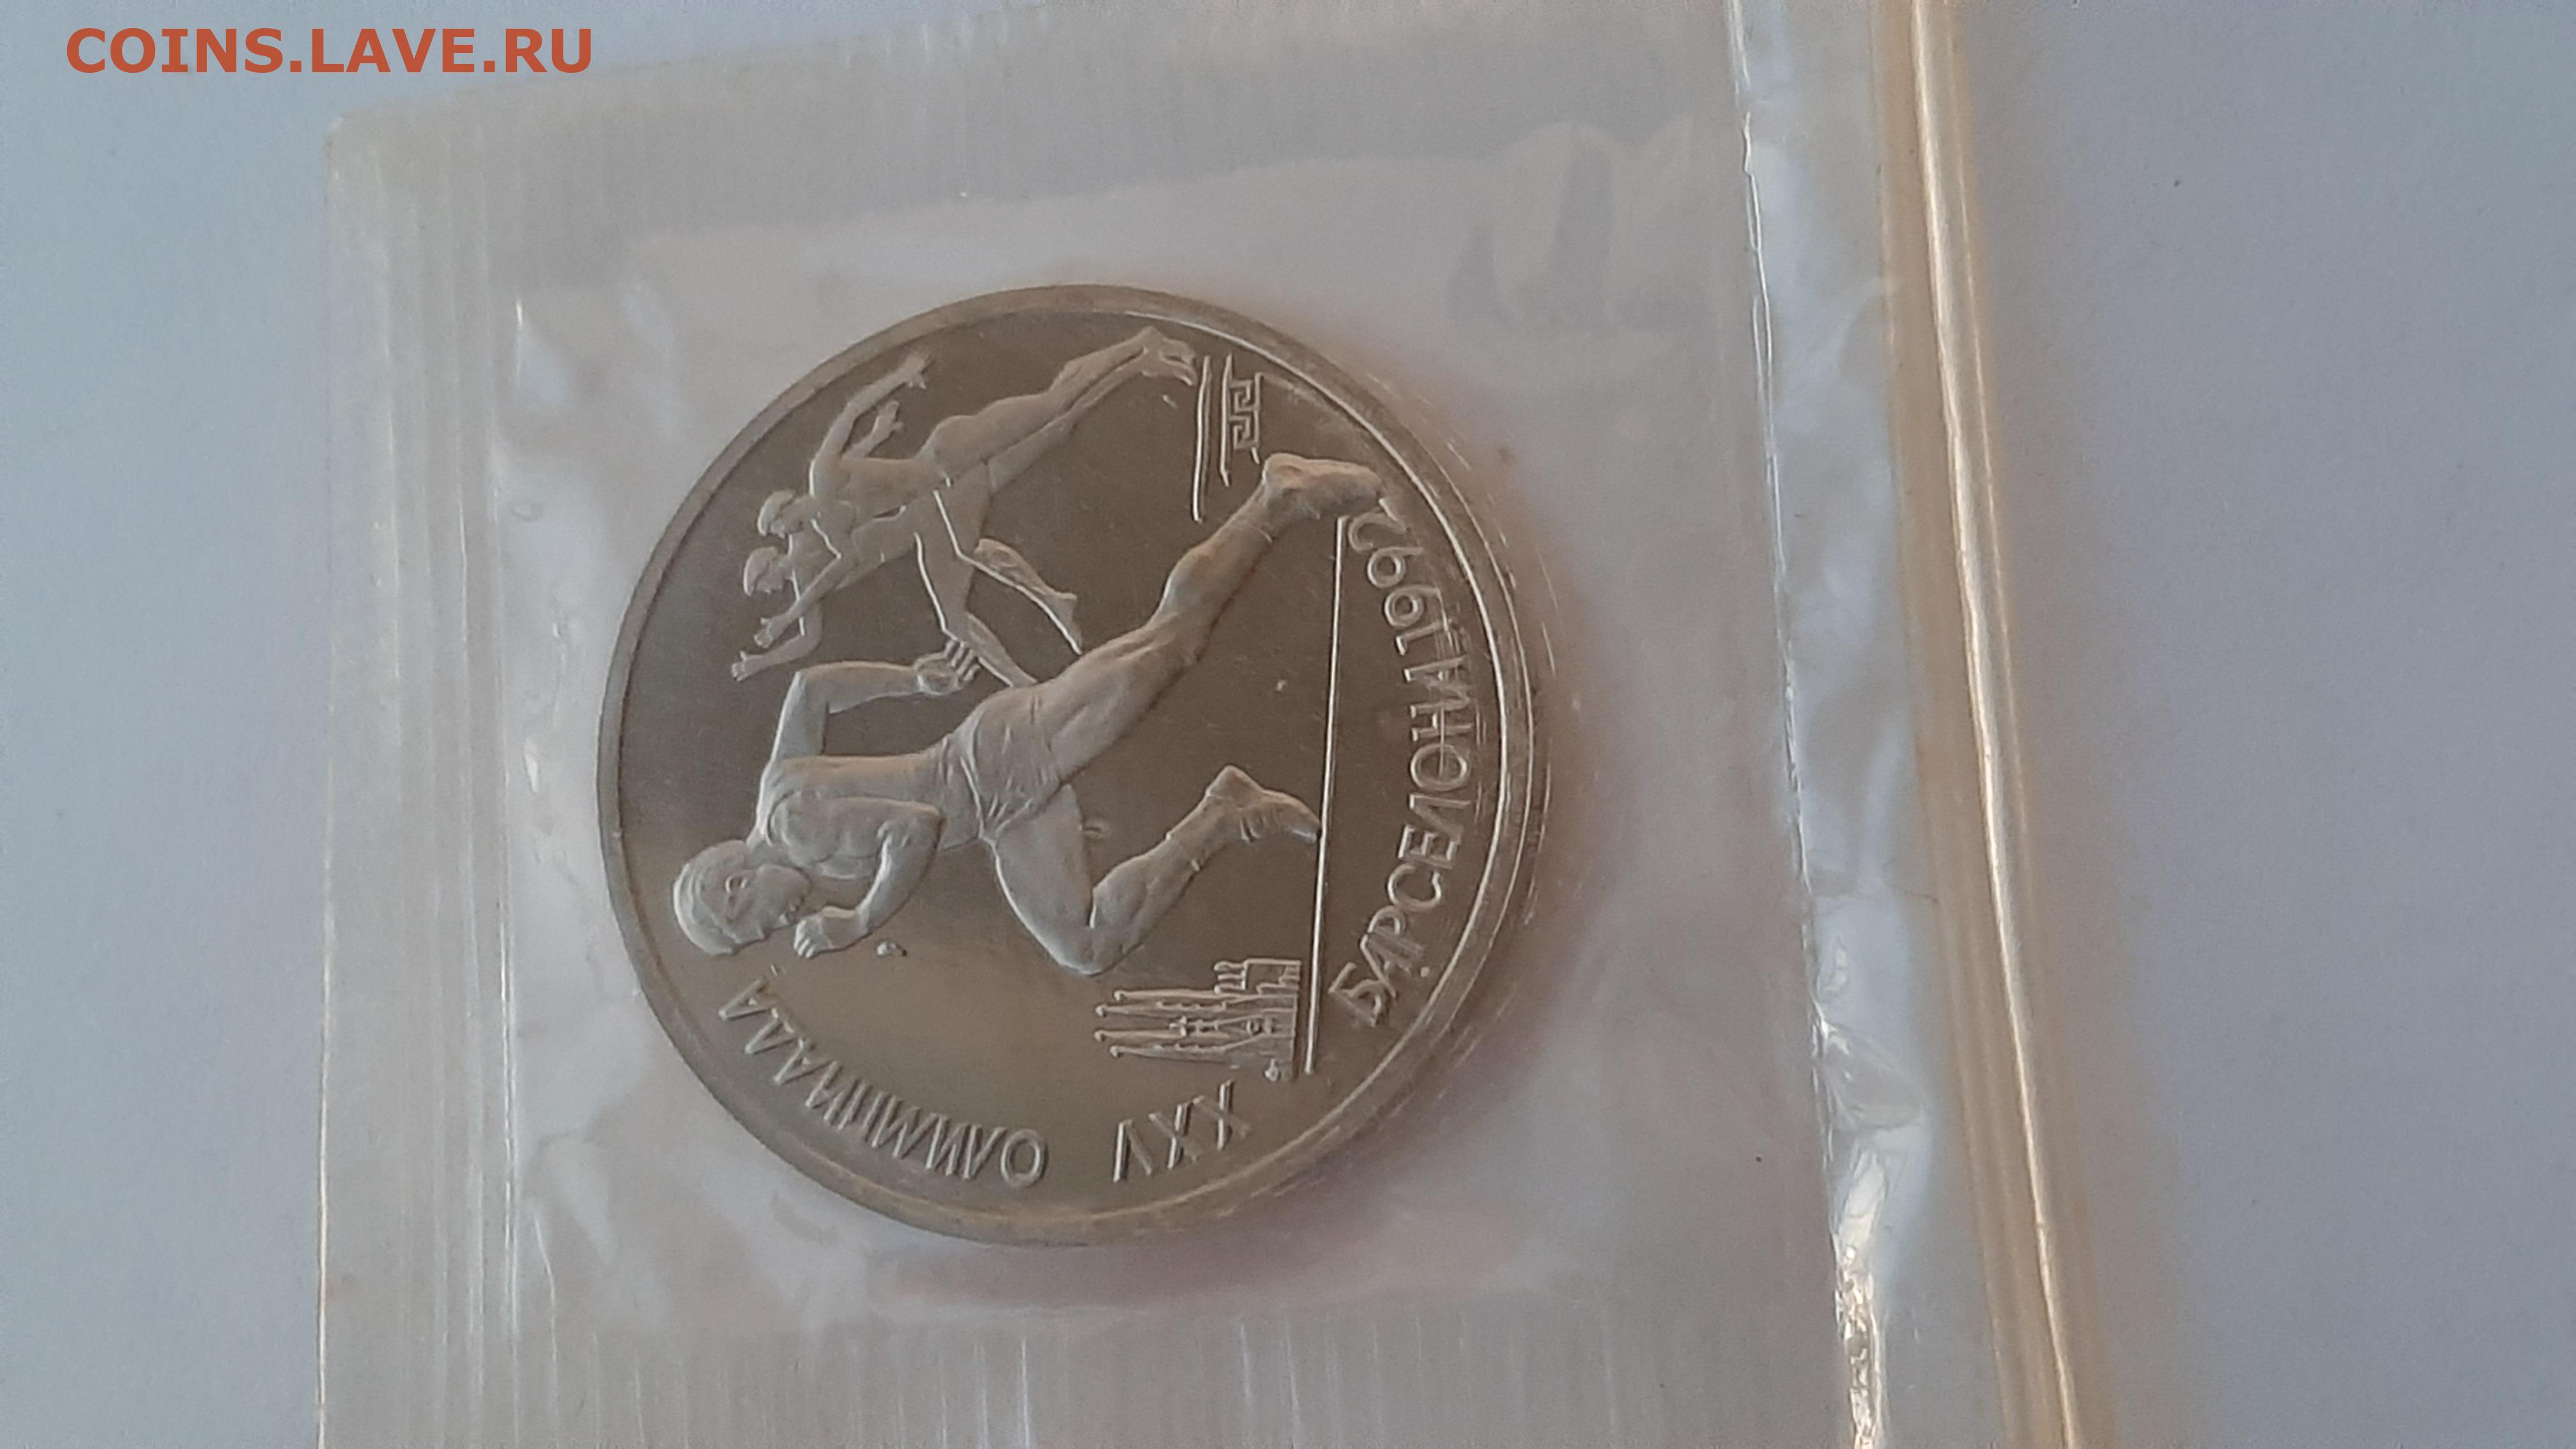 COINS.LAVE.RU
XXV ОЛИМПИАДА
БАРСЕЛОНА 1992